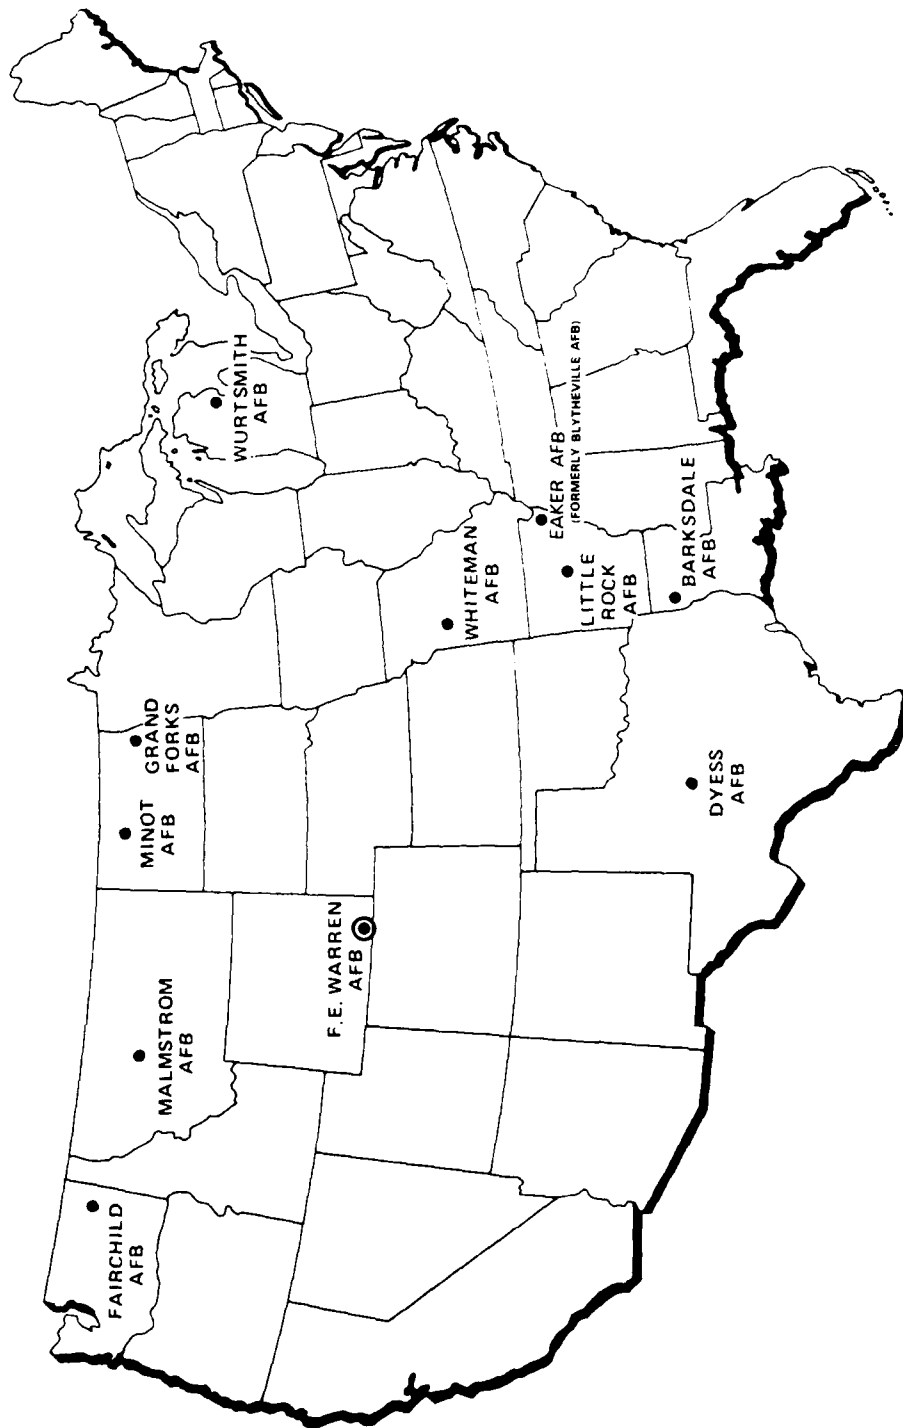 FAIRCHILD
AFB
MALMSTROM
AFB
MINOT
AFB
GRAND
FORKS
AFB
WURTSMITH
AFB
F.E. WARREN
AFB
WHITEMAN
AFB
EAKER AFB
(FORMERLY BLYTHEVILLE AFB)
LITTLE
ROCK
AFB
BARKSDALE
AFB
DYESS
AFB